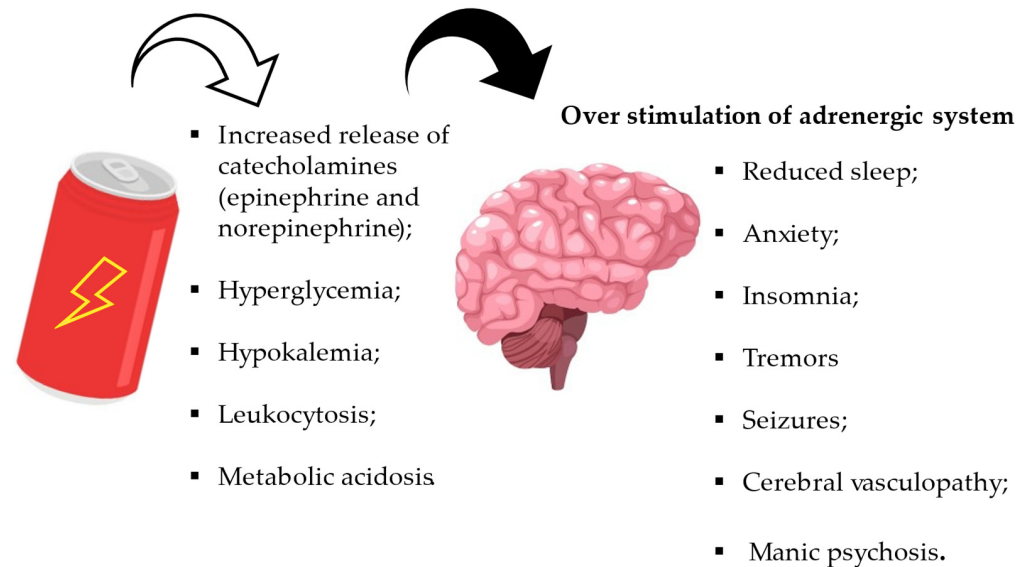 ▪ Increased release of
catecholamines
(epinephrine and
norepinephrine);
▪ Hyperglycemia;
▪ Hypokalemia;
▪ Leukocytosis;
▪ Metabolic acidosis.
Over stimulation of adrenergic system
▪ Reduced sleep;
▪ Anxiety;
▪ Insomnia;
▪ Tremors
▪ Seizures;
▪ Cerebral vasculopathy;
▪ Manic psychosis.